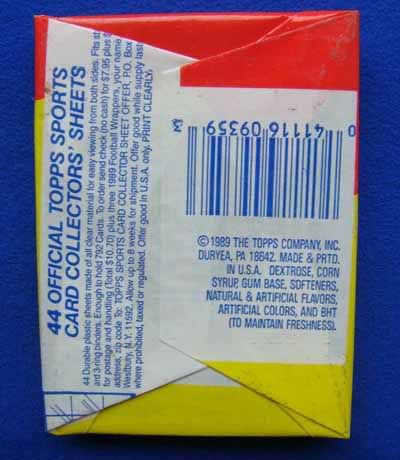 44 OFFICIAL TOPPS SPORTS
CARD COLLECTORS' SHEETS
44 Durable plastic sheets made of all clear material for easy viewing from both sides. Fits st
and 3-ring binders. Enough to hold 792 Cards. To order send check (no cash) for $7.95 plus $
for postage and handling (Total $10.70) plus three 1989 Football Wrappers, your name
address, zip code To: TOPPS SPORTS CARD COLLECTOR SHEET OFFER, P.O. Box
Westbury, N.Y. 11592. Allow up to 8 weeks for shipment. Offer good while supply last
where prohibited, taxed or regulated. Offer good in U.S.A. only. PRINT CLEARLY.
0 41116 09359 3
© 1989 THE TOPPS COMPANY, INC.
DURYEA, PA 18642. MADE & PRTD.
IN U.S.A. DEXTROSE, CORN
SYRUP, GUM BASE, SOFTENERS,
NATURAL & ARTIFICIAL FLAVORS,
ARTIFICIAL COLORS, AND BHT
(TO MAINTAIN FRESHNESS).